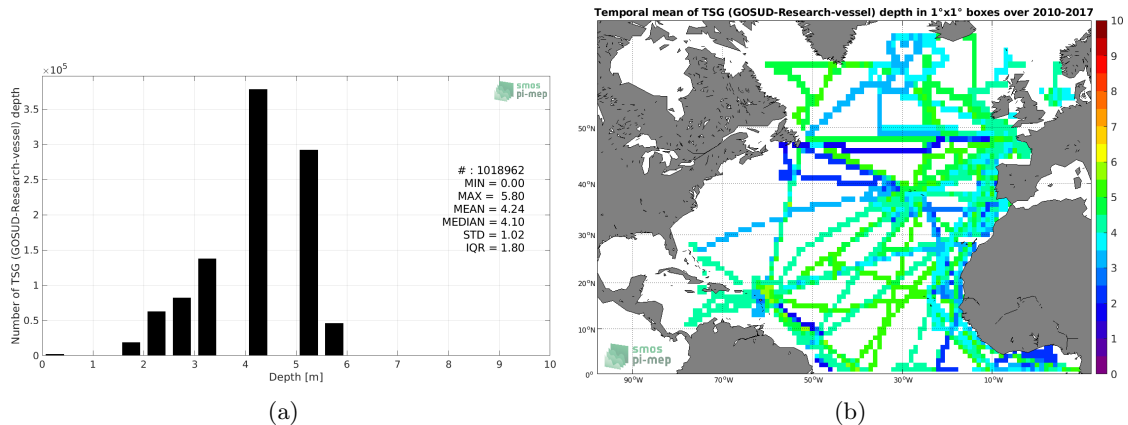 ×10⁵
Number of TSG (GOSUD-Research-vessel) depth
3.5
3
2.5
2
1.5
1
0.5
0
0 1 2 3 4 5 6 7 8 9 10
Depth [m]
smos
pi-mep
# : 1018962
MIN = 0.00
MAX = 5.80
MEAN = 4.24
MEDIAN = 4.10
STD = 1.02
IQR = 1.80
(a)
Temporal mean of TSG (GOSUD-Research-vessel) depth in 1°x1° boxes over 2010-2017
50°N
40°N
30°N
20°N
10°N
0°
90°W 70°W 50°W 30°W 10°W
smos
pi-mep
10
9
8
7
6
5
4
3
2
1
0
(b)